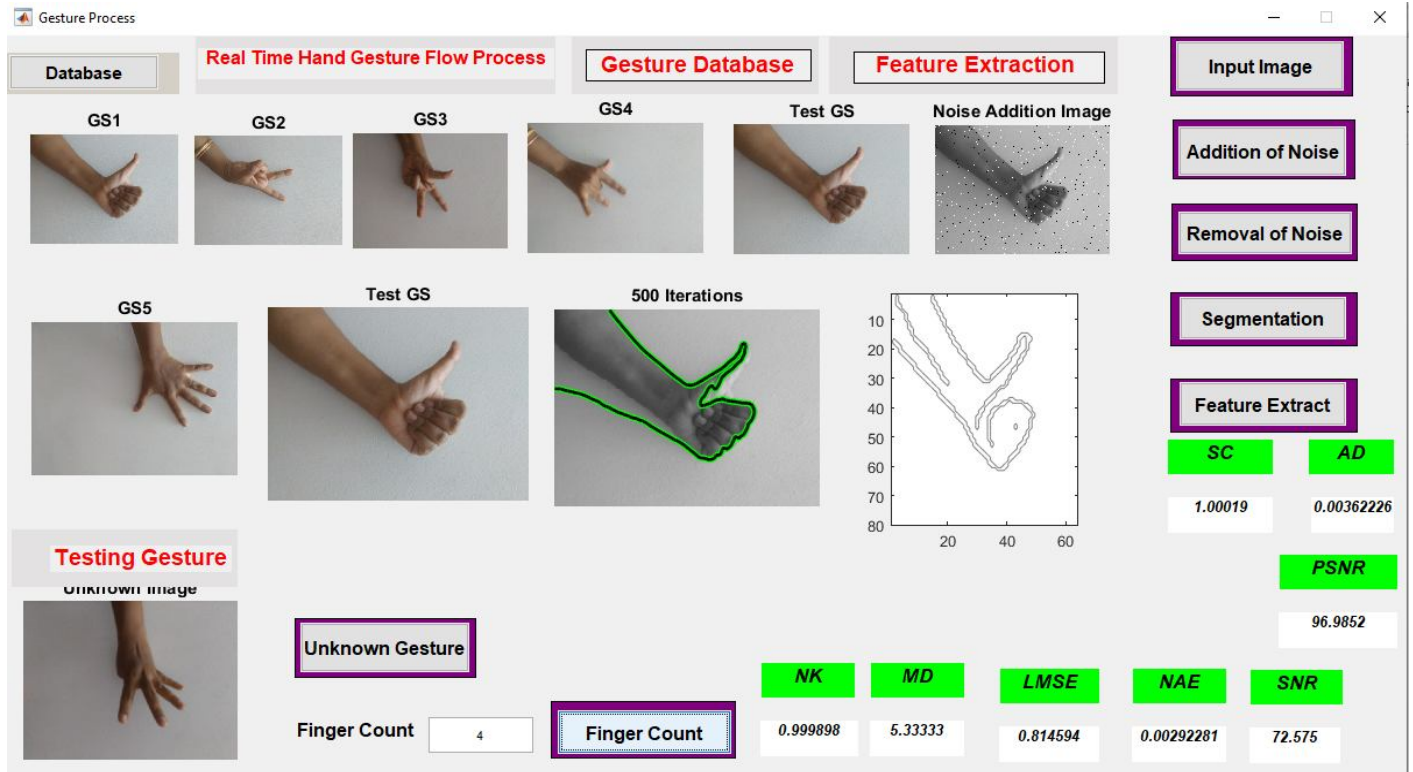 Gesture Process
Database
Real Time Hand Gesture Flow Process
Gesture Database
Feature Extraction
Input Image
GS1
GS2
GS3
GS4
Test GS
Noise Addition Image
Addition of Noise
Removal of Noise
GS5
Test GS
500 Iterations
10
20
30
40
50
60
70
80
20 40 60
Segmentation
Feature Extract
SC AD
1.00019 0.00362226
PSNR
96.9852
Testing Gesture
Unknown Image
Unknown Gesture
NK MD LMSE NAE SNR
0.999898 5.33333 0.814594 0.00292281 72.575
Finger Count 4 Finger Count